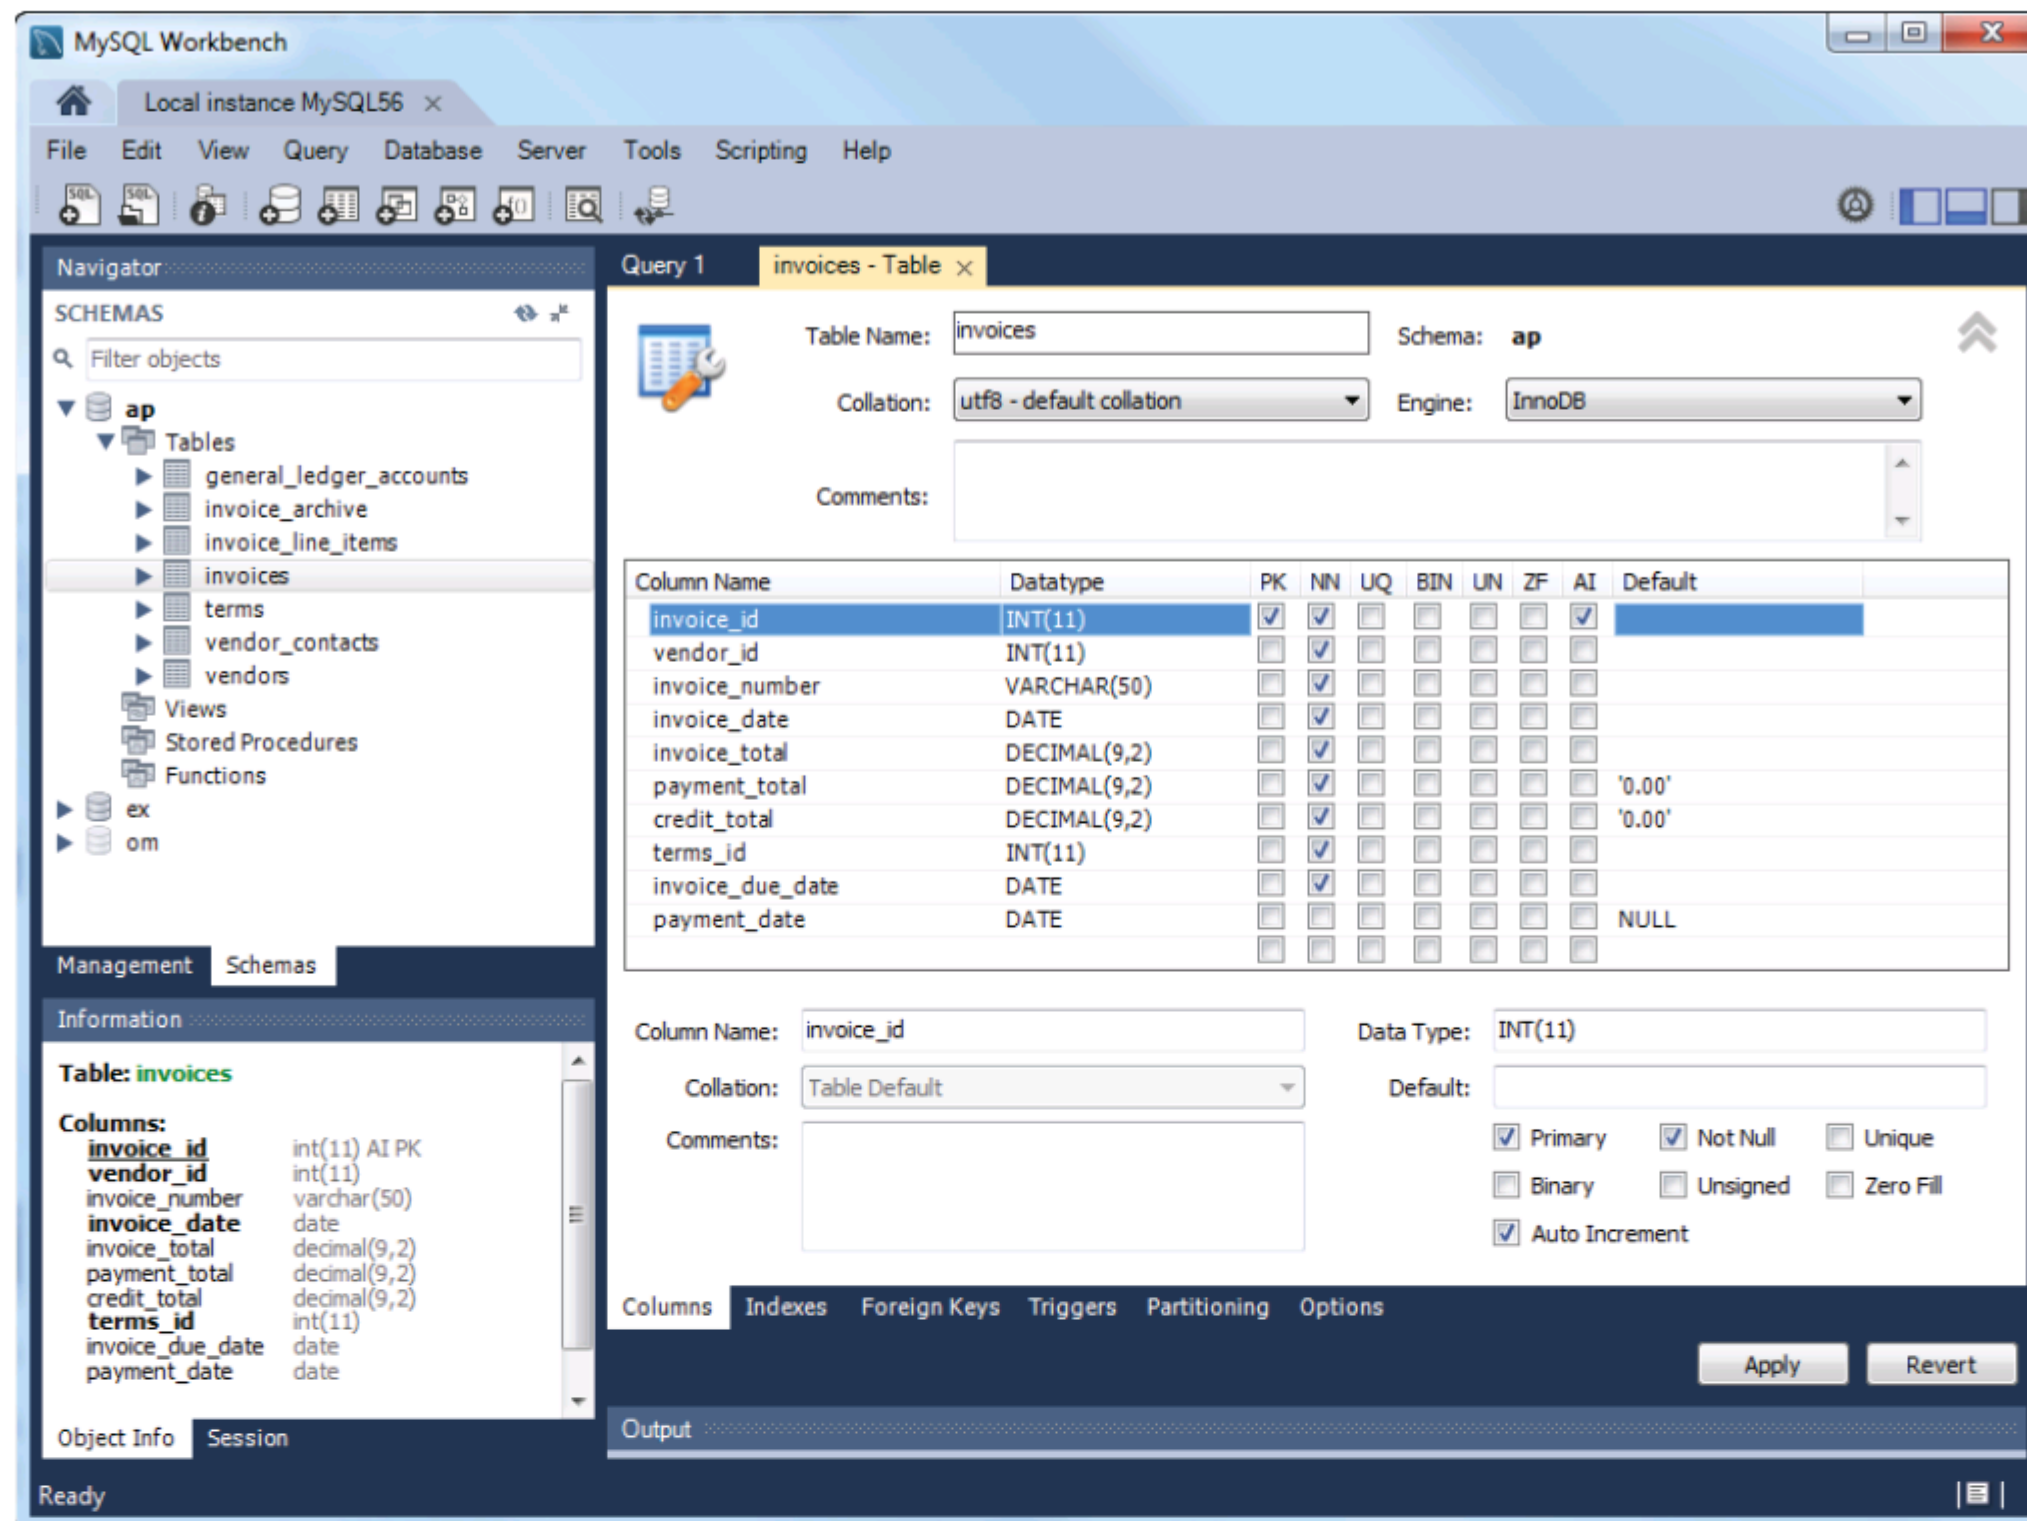 MySQL Workbench
Local instance MySQL56
File Edit View Query Database Server Tools Scripting Help
Navigator
SCHEMAS
Filter objects
ap
Tables
general_ledger_accounts
invoice_archive
invoice_line_items
invoices
terms
vendor_contacts
vendors
Views
Stored Procedures
Functions
ex
om
Management Schemas
Information
Table: invoices
Columns:
invoice_id int(11) AI PK
vendor_id int(11)
invoice_number varchar(50)
invoice_date date
invoice_total decimal(9,2)
payment_total decimal(9,2)
credit_total decimal(9,2)
terms_id int(11)
invoice_due_date date
payment_date date
Object Info Session
Query 1 invoices - Table
Table Name: invoices Schema: ap
Collation: utf8 - default collation Engine: InnoDB
Comments:
Column Name Datatype PK NN UQ BIN UN ZF AI Default
invoice_id INT(11)
vendor_id INT(11)
invoice_number VARCHAR(50)
invoice_date DATE
invoice_total DECIMAL(9,2)
payment_total DECIMAL(9,2) '0.00'
credit_total DECIMAL(9,2) '0.00'
terms_id INT(11)
invoice_due_date DATE
payment_date DATE NULL
Column Name: invoice_id Data Type: INT(11)
Collation: Table Default Default:
Comments: Primary Not Null Unique
Binary Unsigned Zero Fill
Auto Increment
Columns Indexes Foreign Keys Triggers Partitioning Options
Apply Revert
Output
Ready